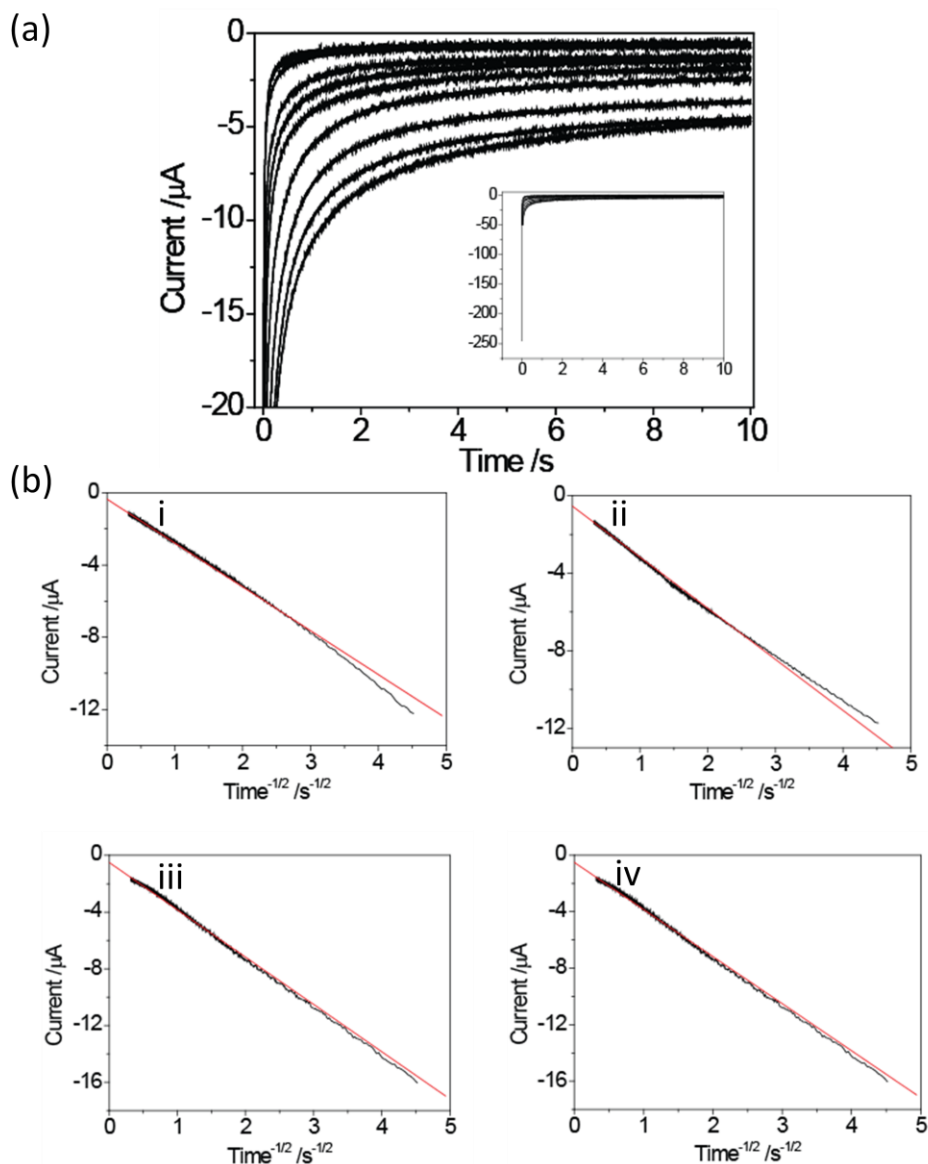 (a)
0
-5
-10
-15
-20
Current /µA
0 2 4 6 8 10
Time /s
0
-50
-100
-150
-200
-250
0 2 4 6 8 10
(b)
i
0
-4
-8
-12
Current /µA
0 1 2 3 4 5
Time-1/2 /s-1/2
ii
0
-4
-8
-12
Current /µA
0 1 2 3 4 5
Time-1/2 /s-1/2
iii
0
-4
-8
-12
-16
Current /µA
0 1 2 3 4 5
Time-1/2 /s-1/2
iv
0
-4
-8
-12
-16
Current /µA
0 1 2 3 4 5
Time-1/2 /s-1/2